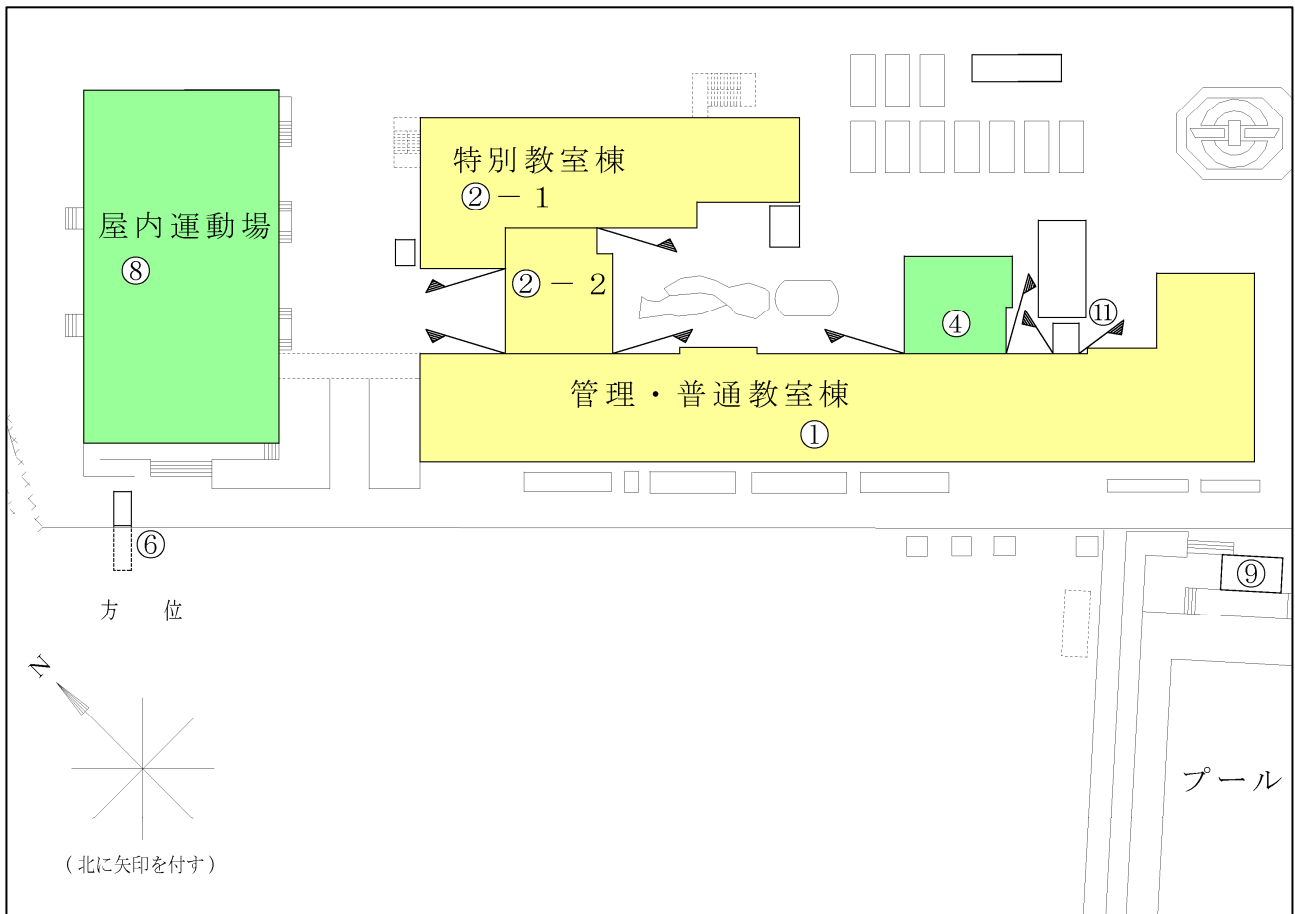 特別教室棟
②－１
屋内運動場
⑧
②－２
④
⑪
管理・普通教室棟
①
⑥
⑨
方　位
N
プール
(北に矢印を付す)